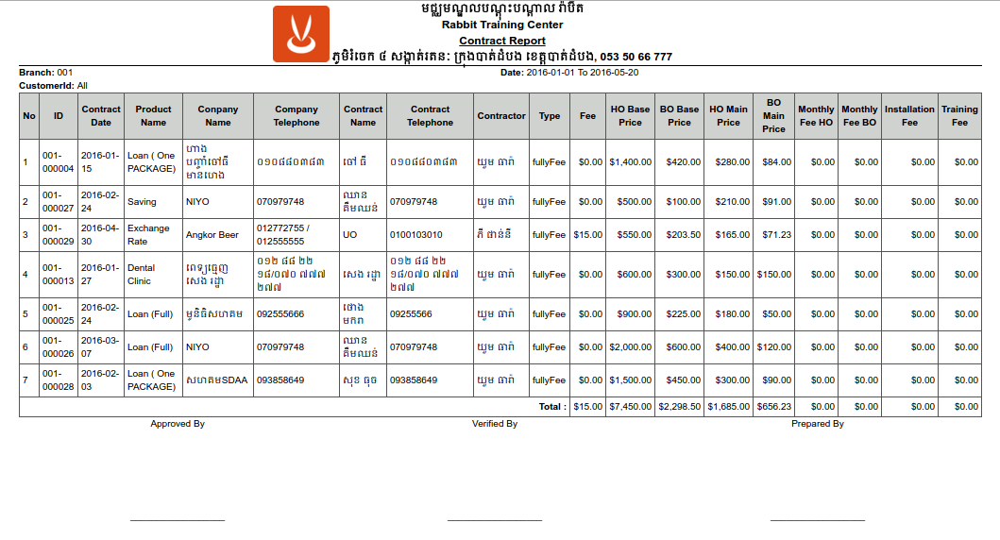 មជ្ឈមណ្ឌលបណ្តុះបណ្តាល រ៉ាប៊ីត
Rabbit Training Center
Contract Report
ភូមិរំចេក ៤ សង្កាត់រតនៈ ក្រុងបាត់ដំបង ខេត្តបាត់ដំបង, 053 50 66 777
Branch: 001 Date: 2016-01-01 To 2016-05-20
CustomerId: All
No ID Contract Date Product Name Conpany Name Company Telephone Contract Name Contract Telephone Contractor Type Fee HO Base Price BO Base Price HO Main Price BO Main Price Monthly Fee HO Monthly Fee BO Installation Fee Training Fee
1 001-000004 2016-01-15 Loan ( One PACKAGE) ហាង បញ្ចាំចៅធី មានហេង ០១០៨៨០៣៨៣ ចៅ ធី ០១០៨៨០៣៨៣ យួម ធារ៉ា fullyFee $0.00 $1,400.00 $420.00 $280.00 $84.00 $0.00 $0.00 $0.00 $0.00
2 001-000027 2016-02-24 Saving NIYO 070979748 ឈាន គឹមឈន់ 070979748 យួម ធារ៉ា fullyFee $0.00 $500.00 $100.00 $210.00 $91.00 $0.00 $0.00 $0.00 $0.00
3 001-000029 2016-04-30 Exchange Rate Angkor Beer 012772755 / 012555555 UO 0100103010 ភី ផាន់នី fullyFee $15.00 $550.00 $203.50 $165.00 $71.23 $0.00 $0.00 $0.00 $0.00
4 001-000013 2016-01-27 Dental Clinic ពេទ្យធ្មេញ សេង រដ្ឋា ០១២ ៨៨ ២២ ១៨/០៧០ ៧៧៧ ២៧៧ សេង រដ្ឋា ០១២ ៨៨ ២២ ១៨/០៧០ ៧៧៧ ២៧៧ យួម ធារ៉ា fullyFee $0.00 $600.00 $300.00 $150.00 $150.00 $0.00 $0.00 $0.00 $0.00
5 001-000025 2016-02-24 Loan (Full) មូនិធិសហគម 092555666 ថោង មករា 09255566 យួម ធារ៉ា fullyFee $0.00 $900.00 $225.00 $180.00 $50.00 $0.00 $0.00 $0.00 $0.00
6 001-000026 2016-03-07 Loan (Full) NIYO 070979748 ឈាន គឹមឈន់ 070979748 យួម ធារ៉ា fullyFee $0.00 $2,000.00 $600.00 $400.00 $120.00 $0.00 $0.00 $0.00 $0.00
7 001-000028 2016-02-03 Loan ( One PACKAGE) សហគមSDAA 093858649 សុខ ធុច 093858649 យួម ធារ៉ា fullyFee $0.00 $1,500.00 $450.00 $300.00 $90.00 $0.00 $0.00 $0.00 $0.00
Total : $15.00 $7,450.00 $2,298.50 $1,685.00 $656.23 $0.00 $0.00 $0.00 $0.00
Approved By Verified By Prepared By